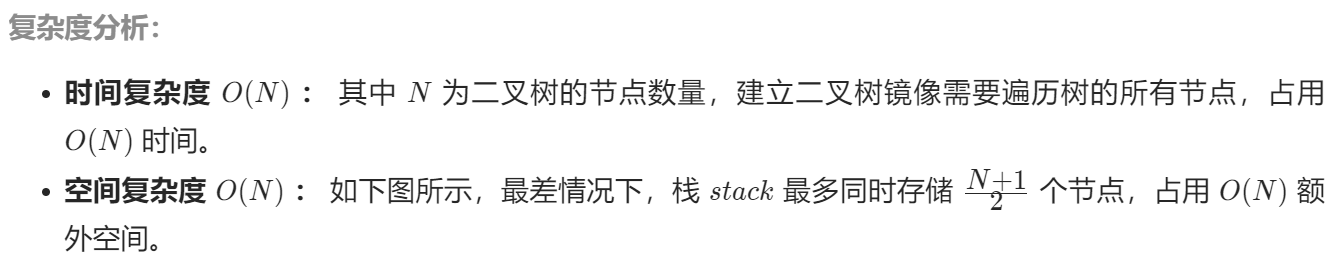 复杂度分析：
• 时间复杂度 O(N) ： 其中 N 为二叉树的节点数量，建立二叉树镜像需要遍历树的所有节点，占用
O(N) 时间。
• 空间复杂度 O(N) ： 如下图所示，最差情况下，栈 stack 最多同时存储 \frac{N+1}{2} 个节点，占用 O(N) 额
外空间。